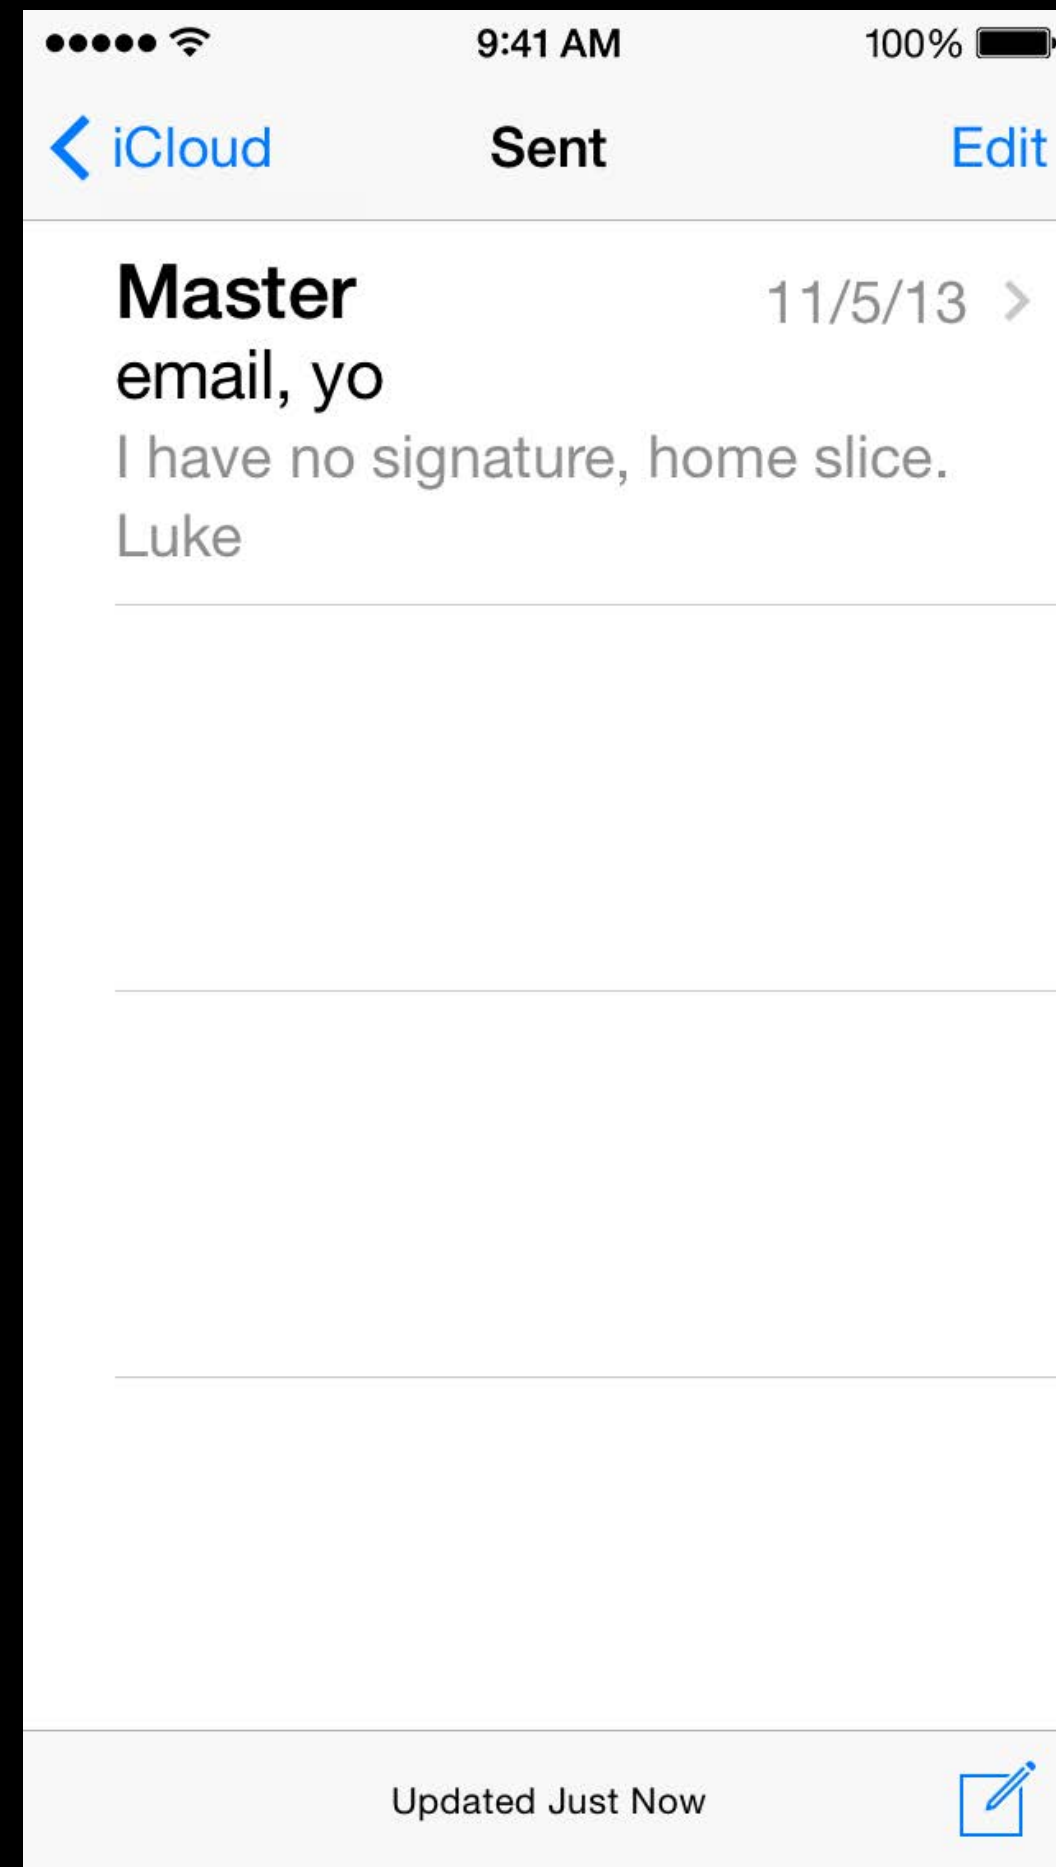 9:41 AM 100%
iCloud Sent Edit
Master 11/5/13
email, yo
I have no signature, home slice.
Luke
Updated Just Now